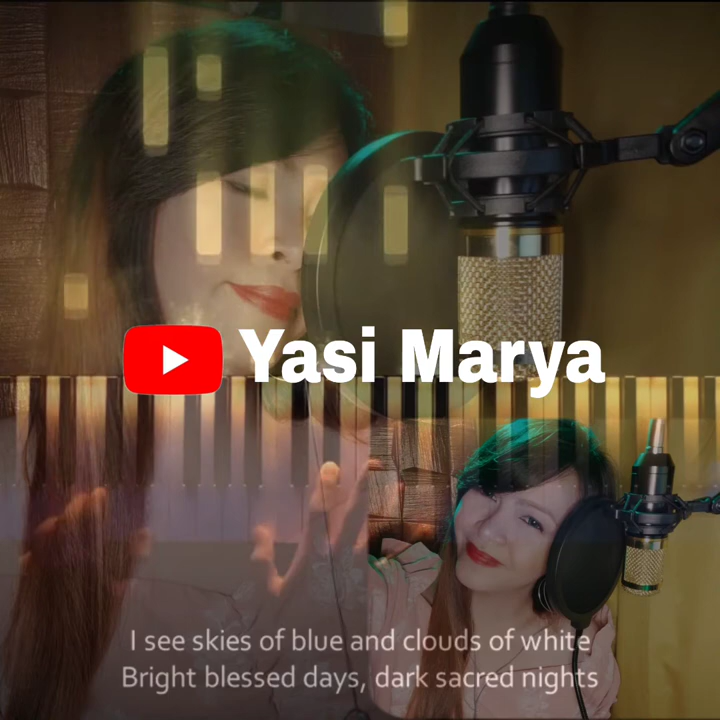 Yasi Marya
I see skies of blue and clouds of white
Bright blessed days, dark sacred nights